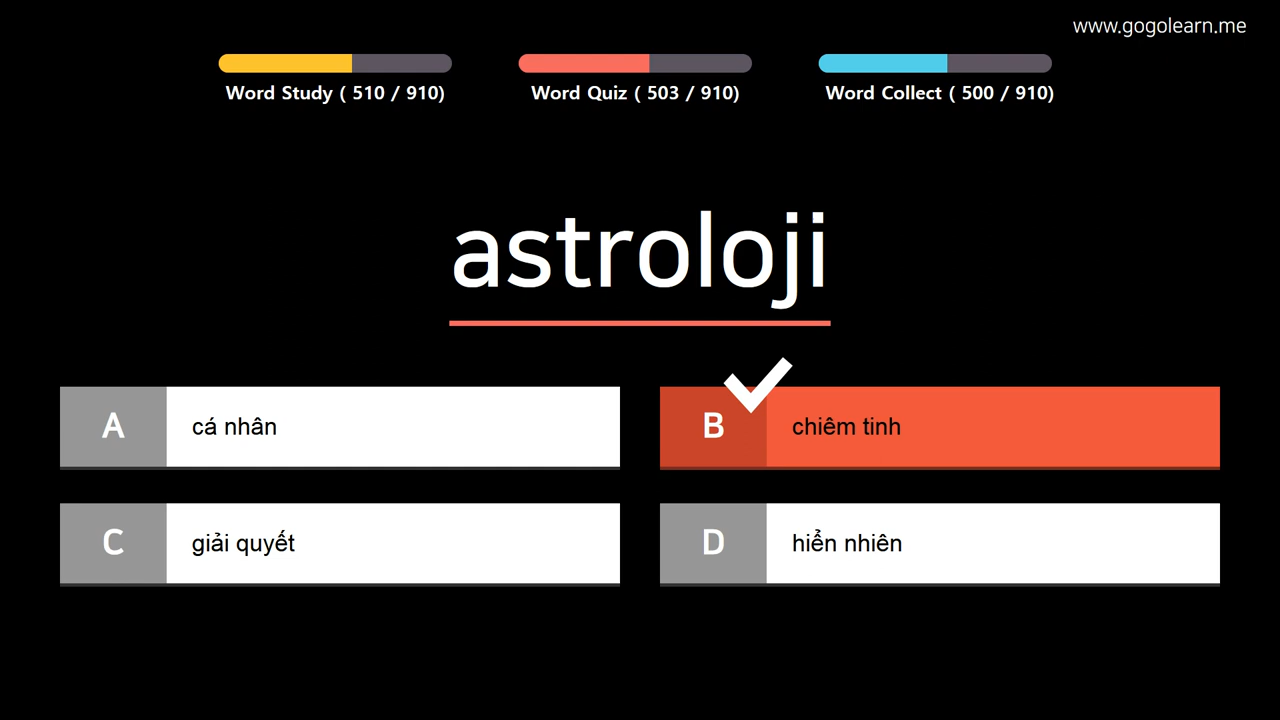 www.gogolearn.me
Word Study ( 510 / 910)
Word Quiz ( 503 / 910)
Word Collect ( 500 / 910)
astroloji
A cá nhân
B chiêm tinh
C giải quyết
D hiển nhiên